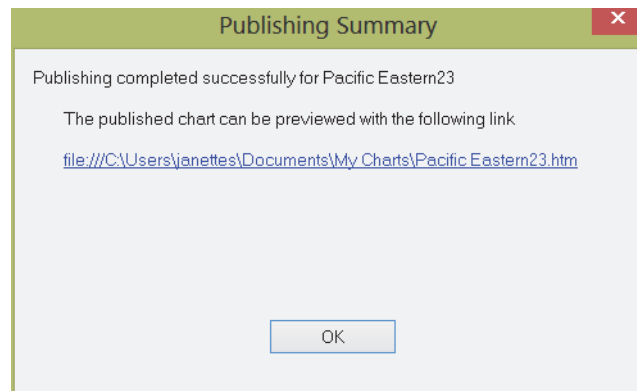 Publishing Summary
Publishing completed successfully for Pacific Eastern23
The published chart can be previewed with the following link
file:///C:\Users\janettes\Documents\My Charts\Pacific Eastern23.htm
OK